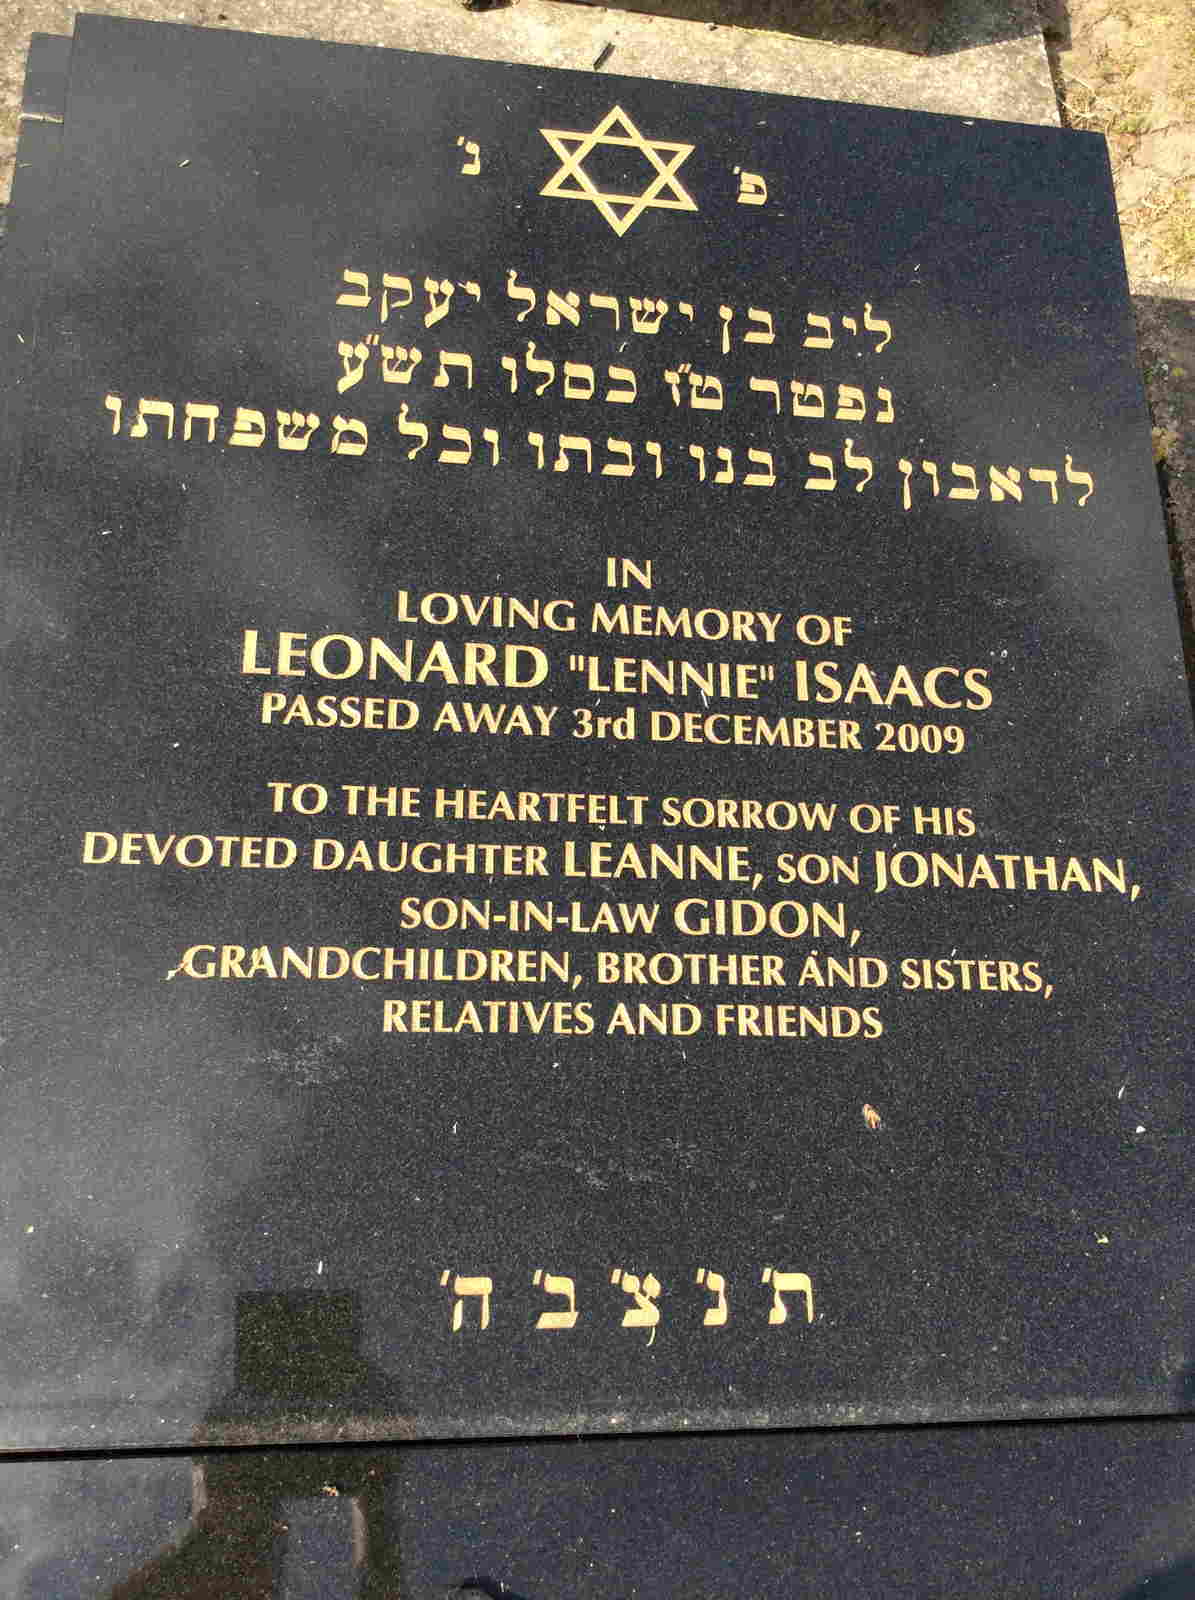 פ' נ'
ליב בן ישראל יעקב
נפטר ט"ז כסלו תש"ע
לדאבון לב בנו ובתו וכל משפחתו
IN
LOVING MEMORY OF
LEONARD "LENNIE" ISAACS
PASSED AWAY 3rd DECEMBER 2009
TO THE HEARTFELT SORROW OF HIS
DEVOTED DAUGHTER LEANNE, SON JONATHAN,
SON-IN-LAW GIDON,
GRANDCHILDREN, BROTHER AND SISTERS,
RELATIVES AND FRIENDS
ת' נ' צ' ב' ה'